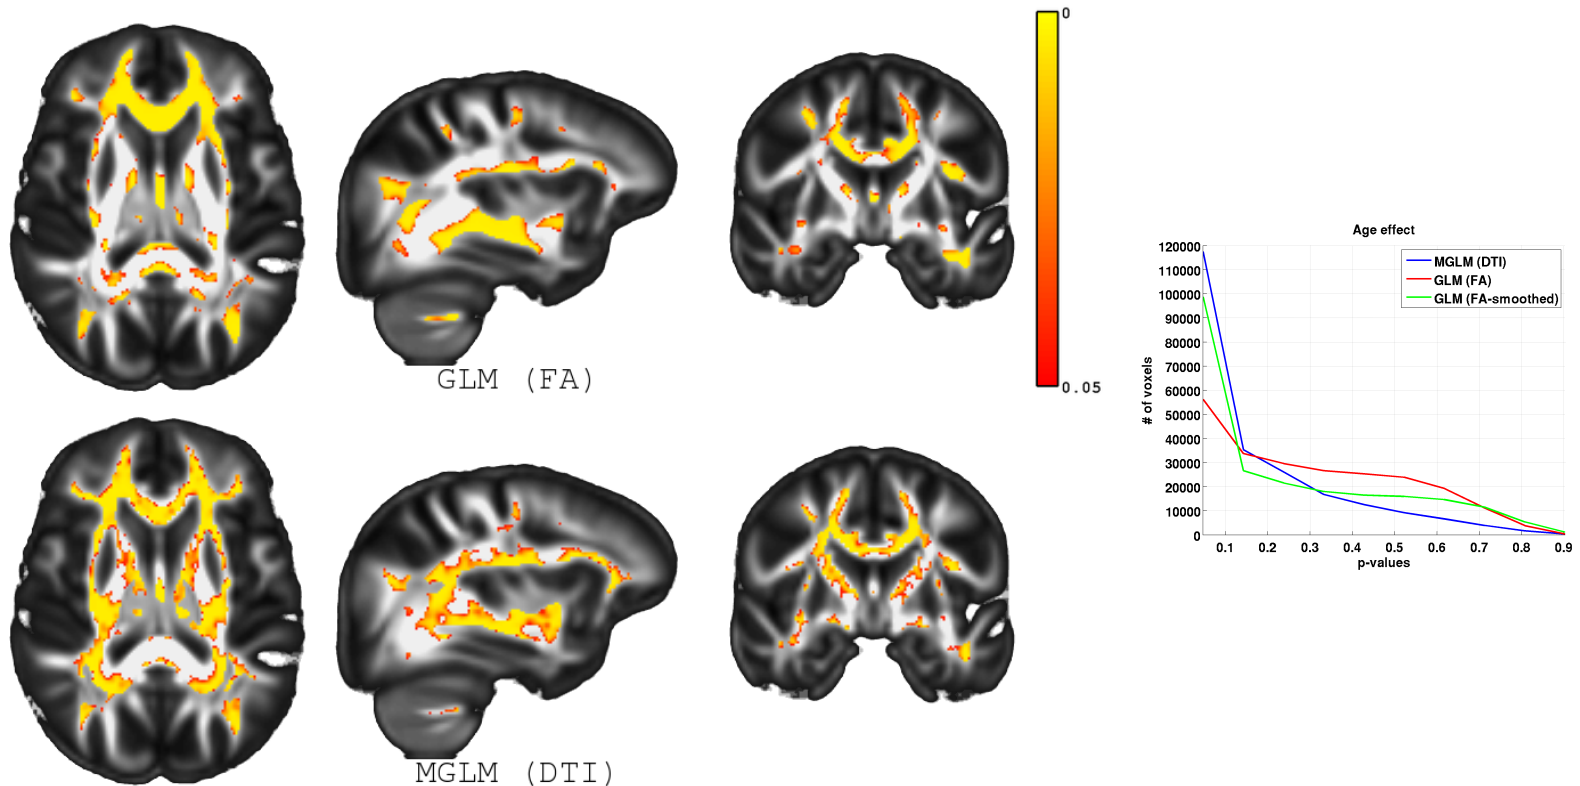 0
0.05
GLM (FA)
MGLM (DTI)
Age effect
MGLM (DTI)
GLM (FA)
GLM (FA-smoothed)
# of voxels
120000
110000
100000
90000
80000
70000
60000
50000
40000
30000
20000
10000
0
0.1 0.2 0.3 0.4 0.5 0.6 0.7 0.8 0.9
p-values